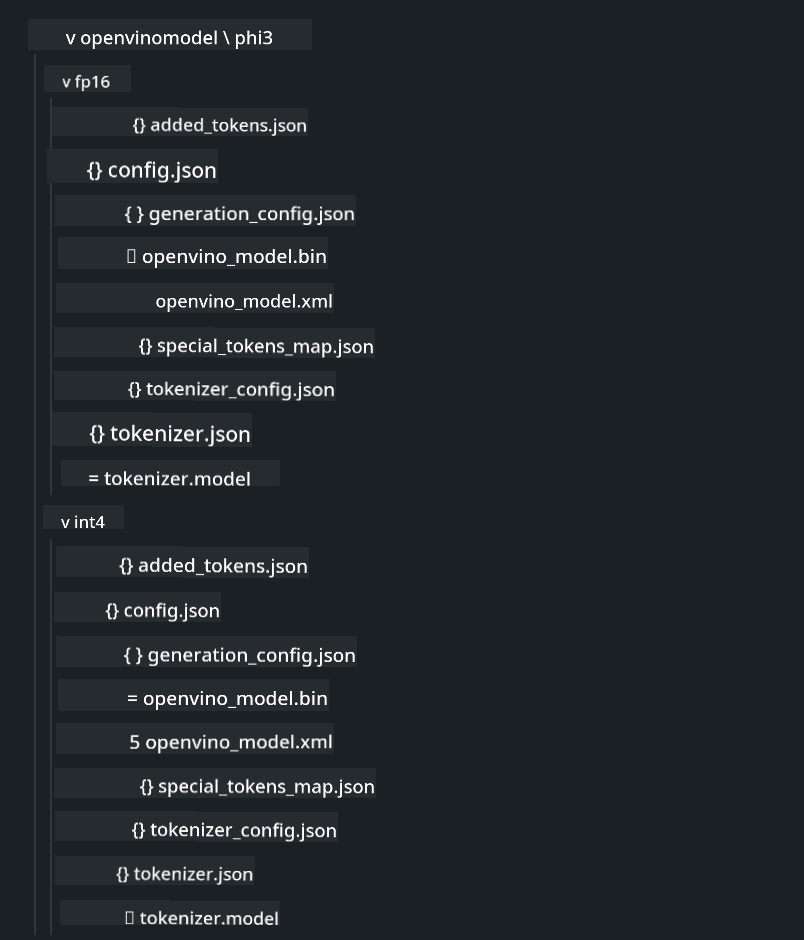 v openvinomodel \ phi3
v fp16
{} added_tokens.json
{} config.json
{ } generation_config.json
▯ openvino_model.bin
openvino_model.xml
{} special_tokens_map.json
{} tokenizer_config.json
{} tokenizer.json
= tokenizer.model
v int4
{} added_tokens.json
{} config.json
{ } generation_config.json
= openvino_model.bin
5 openvino_model.xml
{} special_tokens_map.json
{} tokenizer_config.json
{} tokenizer.json
▯ tokenizer.model